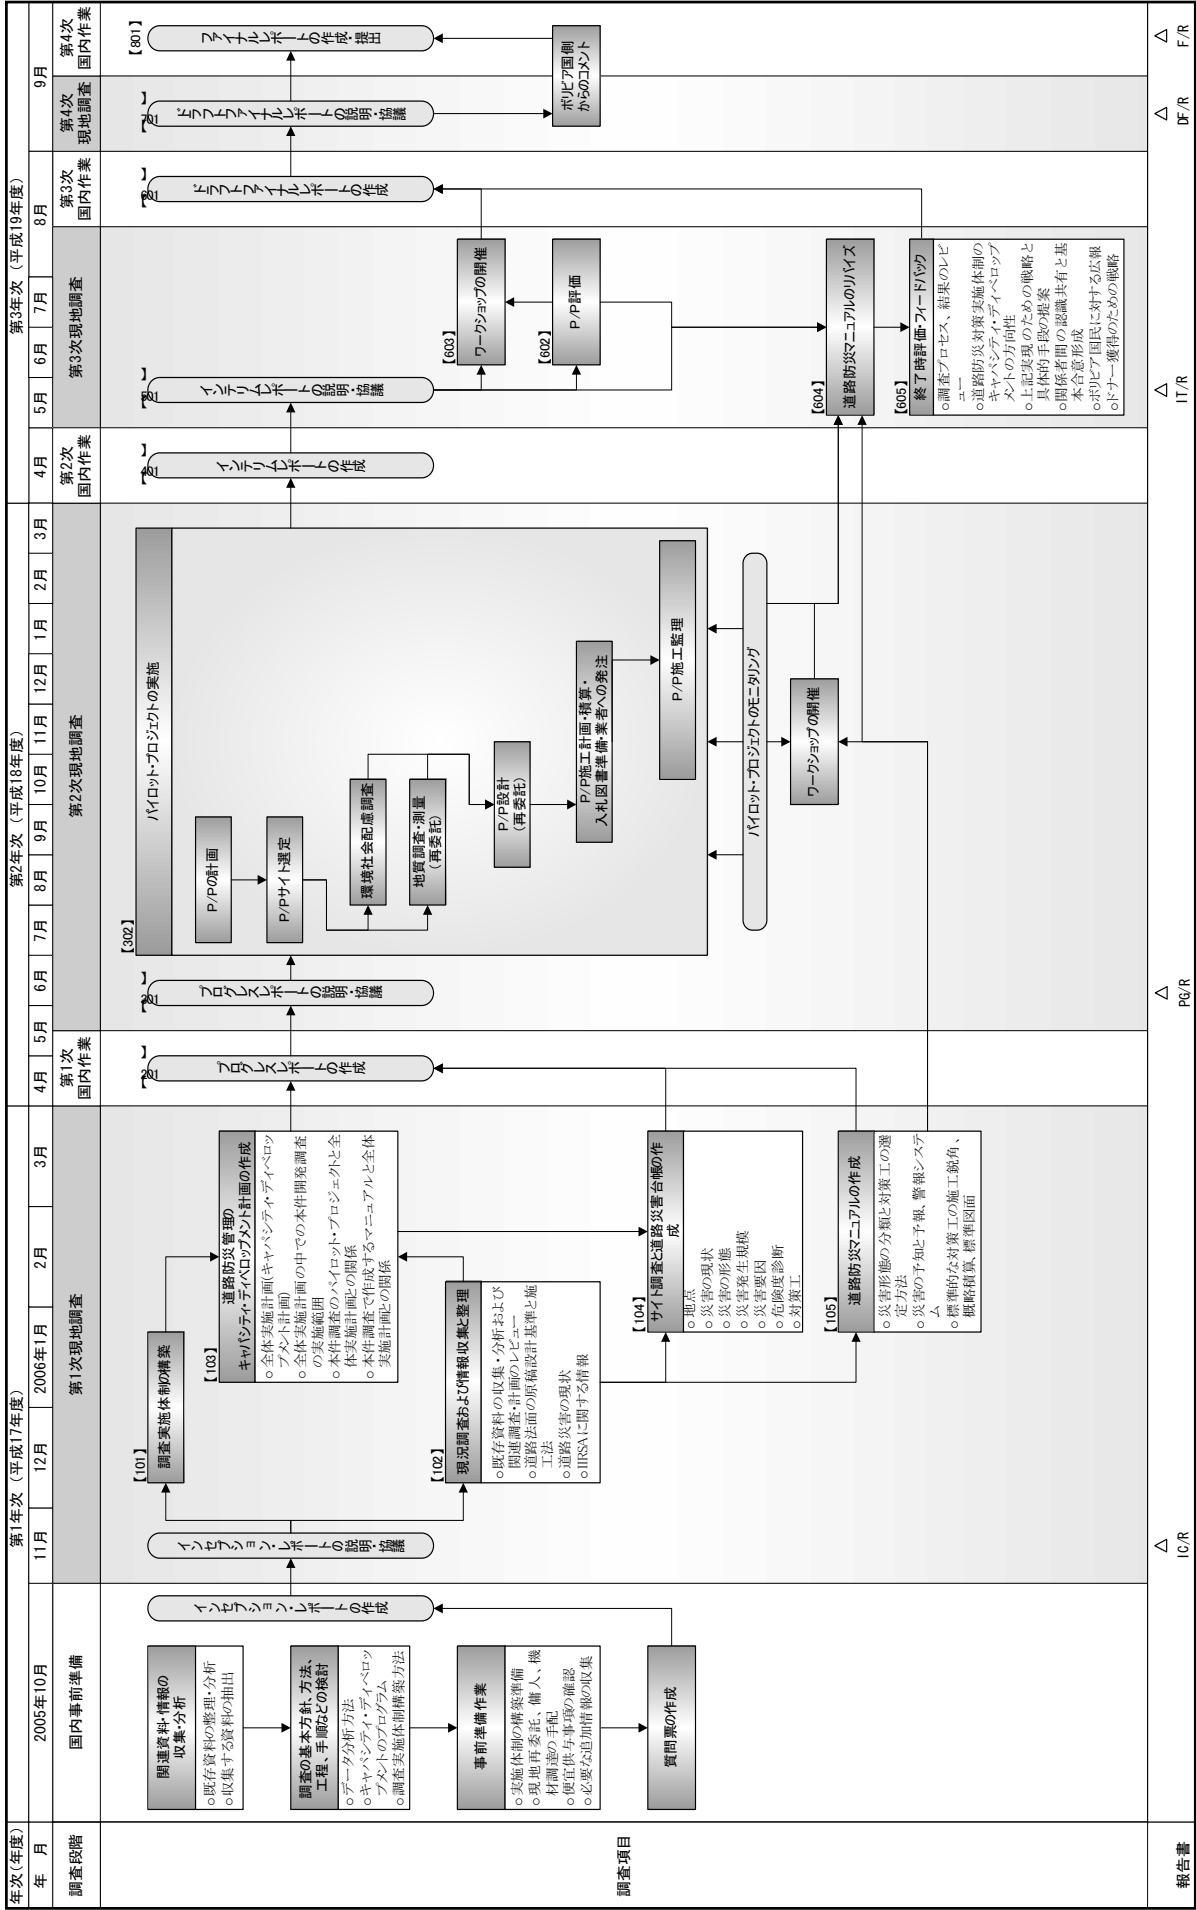 年次(年度)
第1年次 (平成17年度)
第2年次 (平成18年度)
第3年次 (平成19年度)
年 月
2005年10月
11月
12月
2006年1月
2月
3月
4月
5月
6月
7月
8月
9月
10月
11月
12月
1月
2月
3月
4月
5月
6月
7月
8月
9月
調査段階
国内事前準備
第1次現地調査
第1次
国内作業
第2次現地調査
第2次
国内作業
第3次現地調査
第3次
国内作業
第4次
現地調査
第4次
国内作業
調査項目
関連資料・情報の
収集・分析
○既存資料の整理・分析
○収集する資料の抽出
調査の基本方針、方法、
工程、手順などの検討
○データ分析方法
○キャパシティ・ディベロッ
プメントのプログラム
○調査実施体制構築方法
事前準備作業
○実施体制の構築準備
○現地再委託、傭人、機
材調達の手配
○便宜供与事項の確認
○必要な追加情報の収集
質問票の作成
インセプション・レポートの作成
インセプション・レポートの説明・協議
【101】
調査実施体制の構築
【102】
現況調査および情報収集と整理
○既存資料の収集・分析および
関連調査・計画のレビュー
○道路法面の原稿設計基準と施
工法
○道路災害の現状
○IIRSAに関する情報
【103】
道路防災管理の
キャパシティ・ディベロップメント計画の作成
○全体実施計画(キャパシティ・ディベロッ
プメント計画)
○全体実施計画の中での本件開発調査
の実施範囲
○本件調査のパイロット・プロジェクトと全
体実施計画との関係
○本件調査で作成するマニュアルと全体
実施計画との関係
【104】
サイト調査と道路災害台帳の作
成
○地点
○災害の現状
○災害の形態
○災害発生規模
○災害要因
○危険度診断
○対策工
【105】
道路防災マニュアルの作成
○災害形態の分類と対策工の選
定方法
○災害の予知と予報、警報システ
ム
○標準的な対策工の施工鋭角、
概略積算、標準図面
【201】
プログレスレポートの作成
【201】
プログレスレポートの説明・協議
【302】
パイロット・プロジェクトの実施
P/Pの計画
P/Pサイト選定
環境社会配慮調査
地質調査・測量
(再委託)
P/P設計
(再委託)
P/P施工計画・積算・
入札図書準備・業者への発注
P/P施工監理
パイロット・プロジェクトのモニタリング
ワークショップの開催
【401】
インテリムレポートの作成
【501】
インテリムレポートの説明・協議
【603】
ワークショップの開催
【602】
P/P評価
【604】
道路防災マニュアルのリバイズ
【605】
終了時評価・フィードバック
○調査プロセス、結果のレビ
ュー
○道路防災対策実施体制の
キャパシティ・ディベロップ
メントの方向性
○上記実現のための戦略と
具体的手段の提案
○関係者間の認識共有と基
本合意形成
○ボリビア国民に対する広報
○ドナー獲得のための戦略
【601】
ドラフトファイナルレポートの作成
【701】
ドラフトファイナルレポートの説明・協議
ボリビア国側
からのコメント
【801】
ファイナルレポートの作成・提出
報告書
△
IC/R
△
PG/R
△
IT/R
△
DF/R
△
F/R